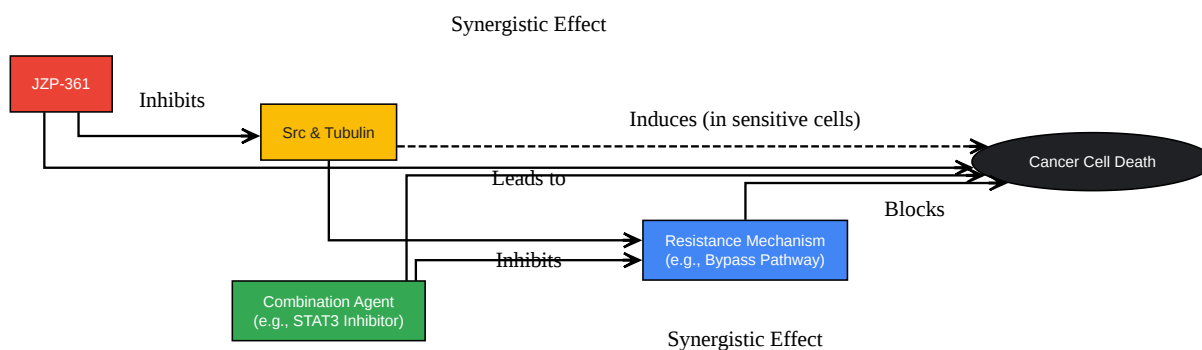 Synergistic Effect
JZP-361
Inhibits
Src & Tubulin
Induces (in sensitive cells)
Cancer Cell Death
Leads to
Blocks
Resistance Mechanism
(e.g., Bypass Pathway)
Inhibits
Combination Agent
(e.g., STAT3 Inhibitor)
Synergistic Effect